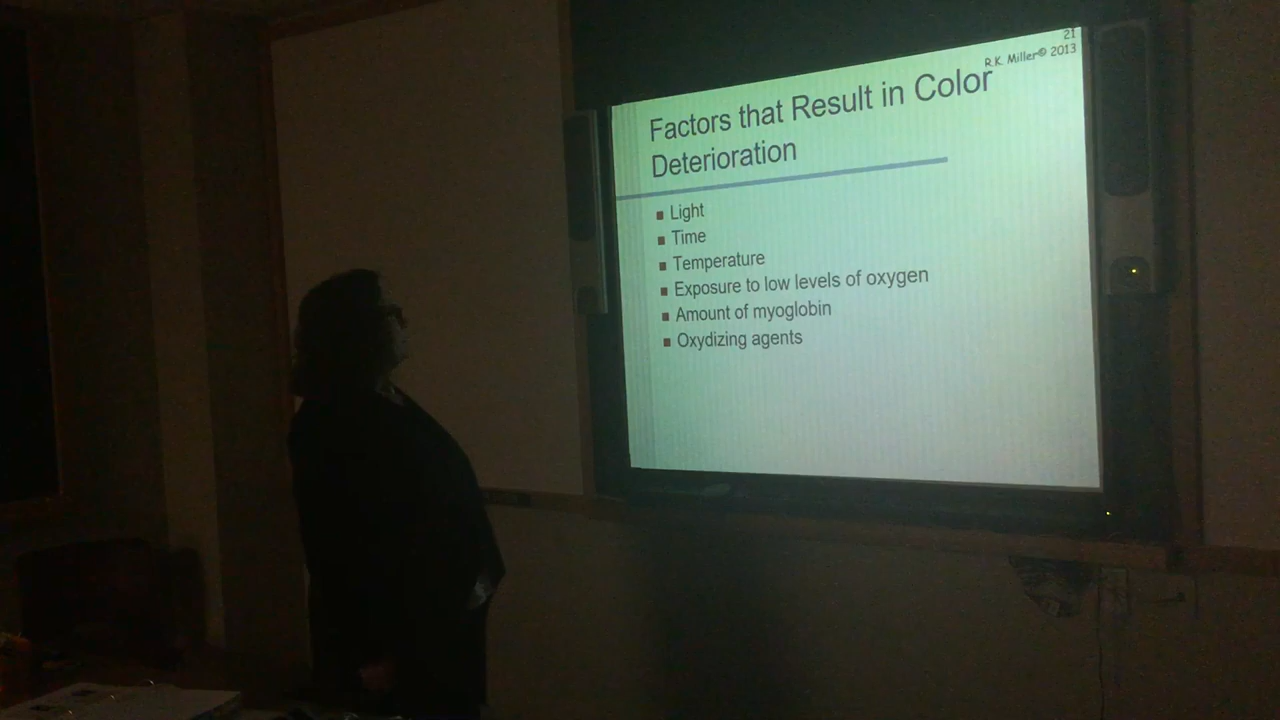 21
R.K. Miller© 2013
Factors that Result in Color
Deterioration
Light
Time
Temperature
Exposure to low levels of oxygen
Amount of myoglobin
Oxydizing agents